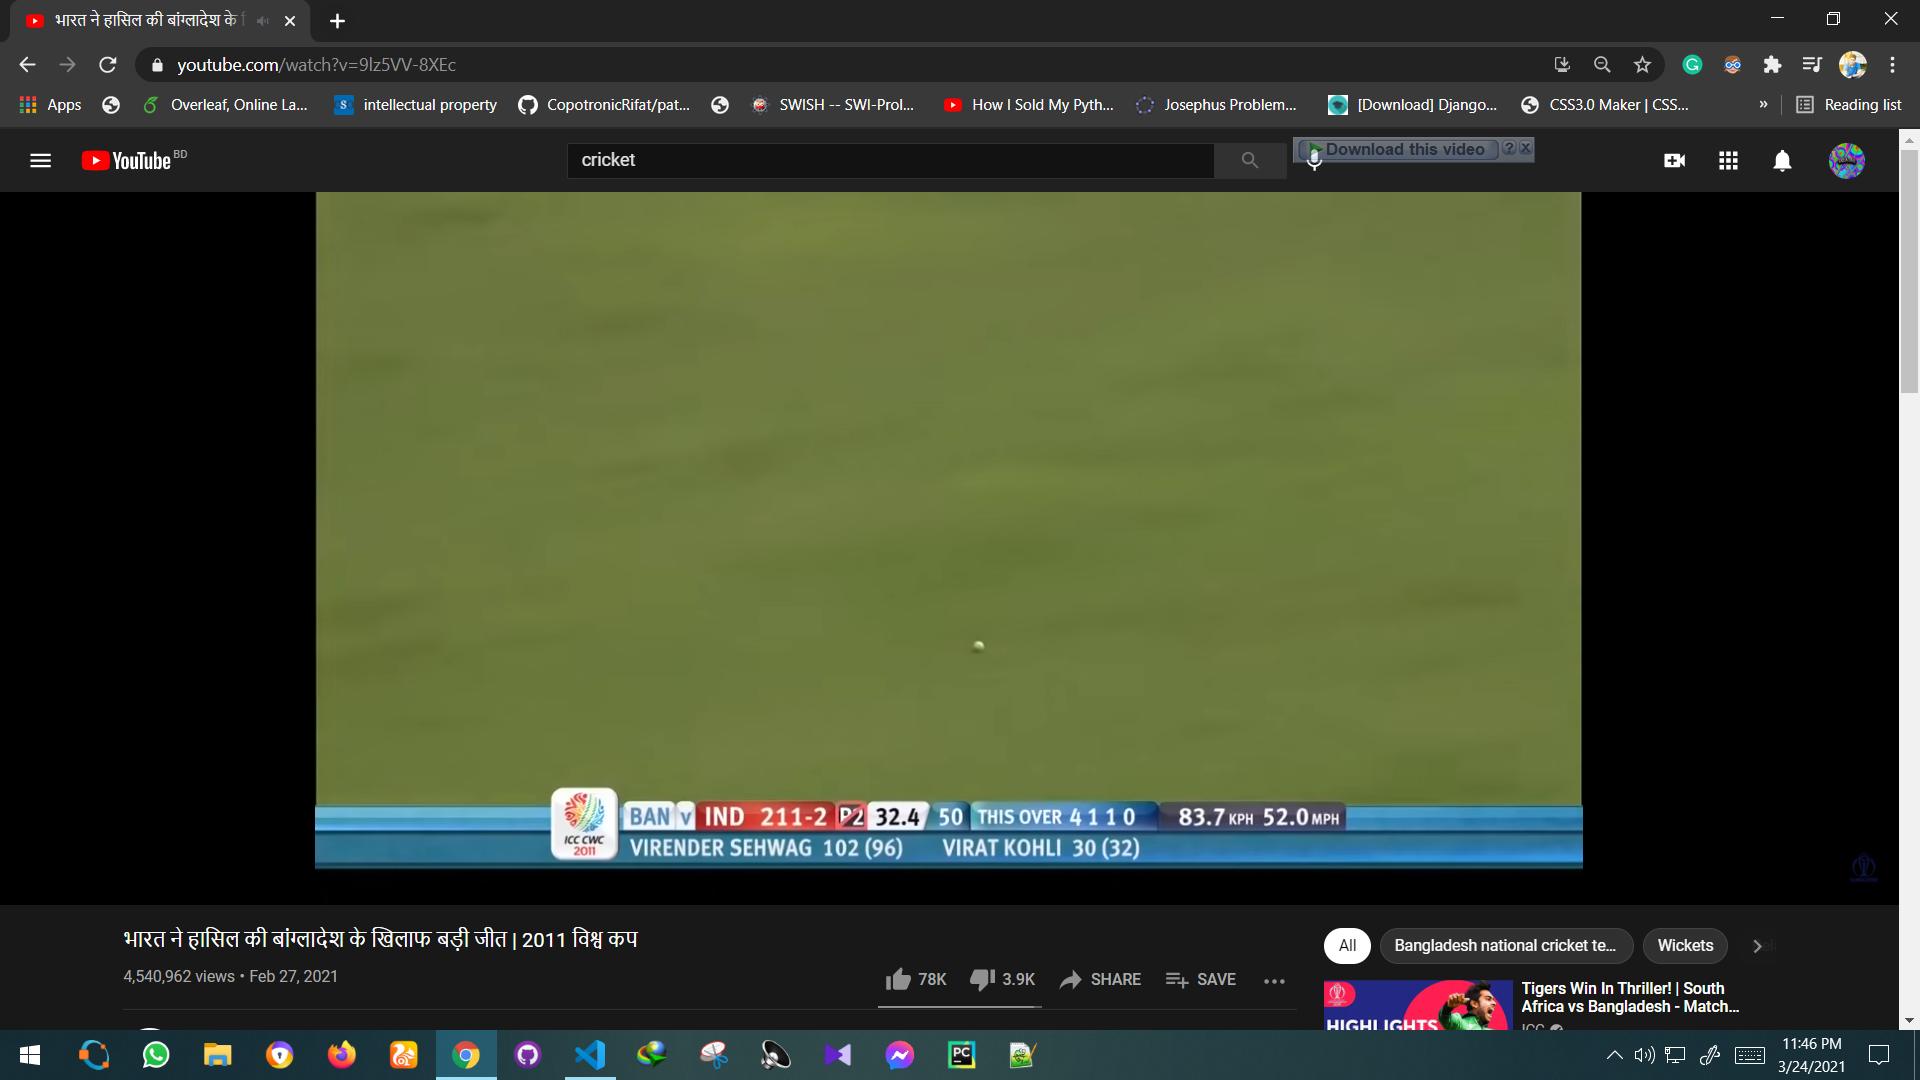 भारत ने हासिल की बांग्लादेश के
youtube.com/watch?v=9lz5VV-8XEc
Apps
Overleaf, Online La...
intellectual property
CopotronicRifat/pat...
SWISH -- SWI-Prol...
How I Sold My Pyth...
Josephus Problem...
[Download] Django...
CSS3.0 Maker | CSS...
»
Reading list
YouTube BD
cricket
Download this video ?
BAN v IND 211-2 P2 32.4 50 THIS OVER 4 1 1 0 83.7 KPH 52.0 MPH
ICC CWC
2011
VIRENDER SEHWAG 102 (96) VIRAT KOHLI 30 (32)
भारत ने हासिल की बांग्लादेश के खिलाफ बड़ी जीत | 2011 विश्व कप
4,540,962 views • Feb 27, 2021
78K
3.9K
SHARE
SAVE
All
Bangladesh national cricket te...
Wickets
HIGHLIGHTS
Tigers Win In Thriller! | South
Africa vs Bangladesh - Match...
ICC
PC
11:46 PM
3/24/2021